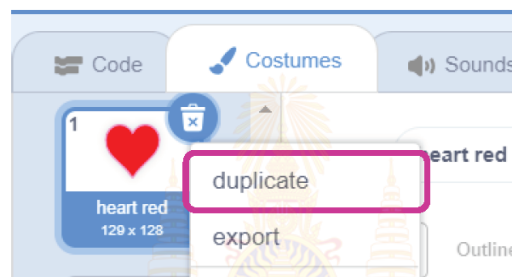 Code
Costumes
Sounds
1
heart red
129 x 128
duplicate
export
heart red
Outline